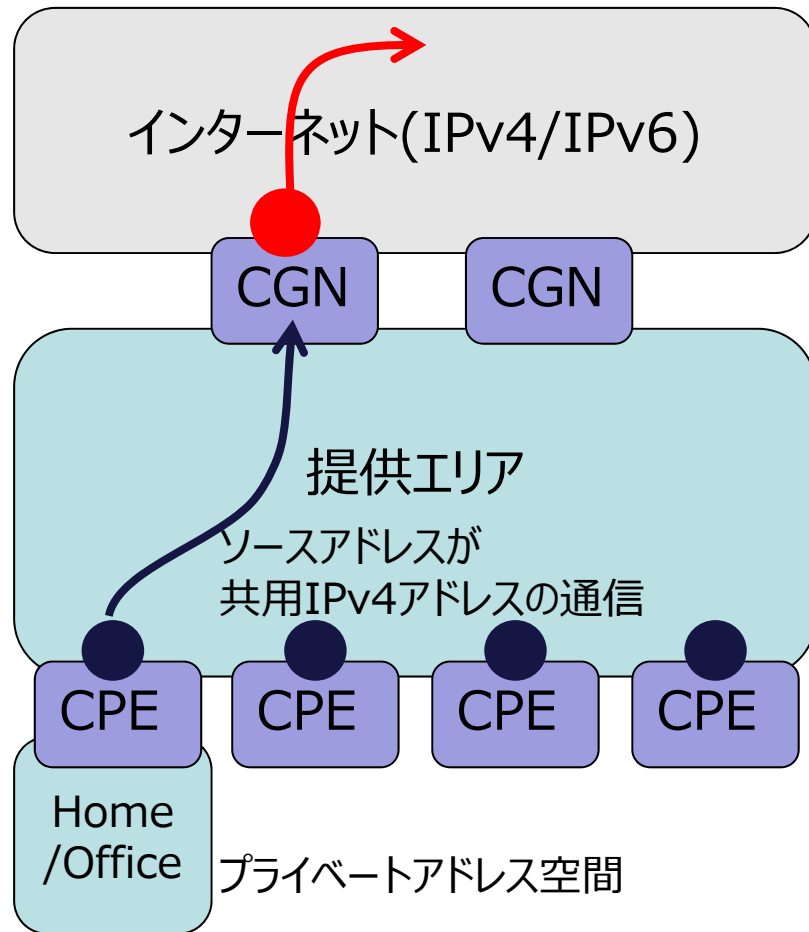 インターネット(IPv4/IPv6)
CGN
CGN
提供エリア
ソースアドレスが
共用IPv4アドレスの通信
CPE
CPE
CPE
CPE
Home
/Office
プライベートアドレス空間